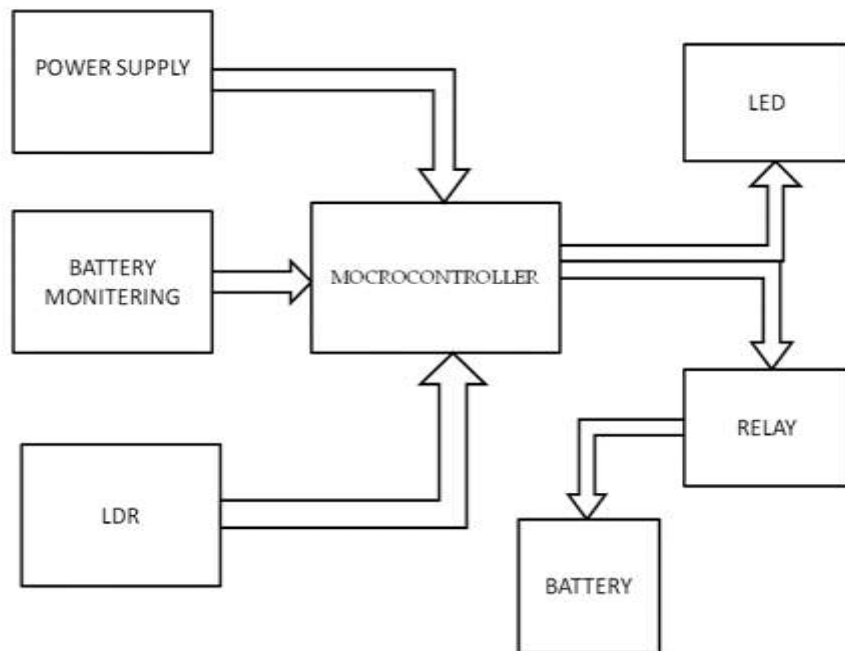 POWER SUPPLY
LED
BATTERY
MONITERING
MOCROCONTROLLER
RELAY
LDR
BATTERY